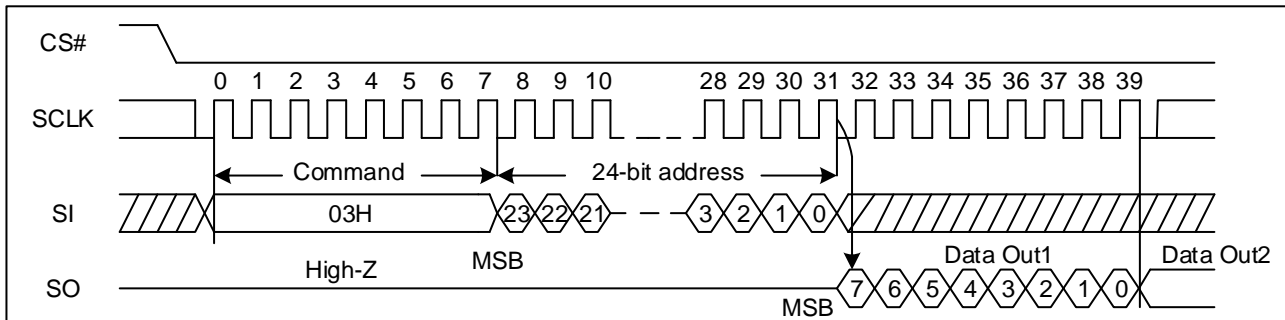 CS#
0 1 2 3 4 5 6 7 8 9 10 28 29 30 31 32 33 34 35 36 37 38 39
SCLK
Command 24-bit address
SI 03H 23 22 21 3 2 1 0
High-Z MSB Data Out1 Data Out2
SO 7 6 5 4 3 2 1 0
MSB